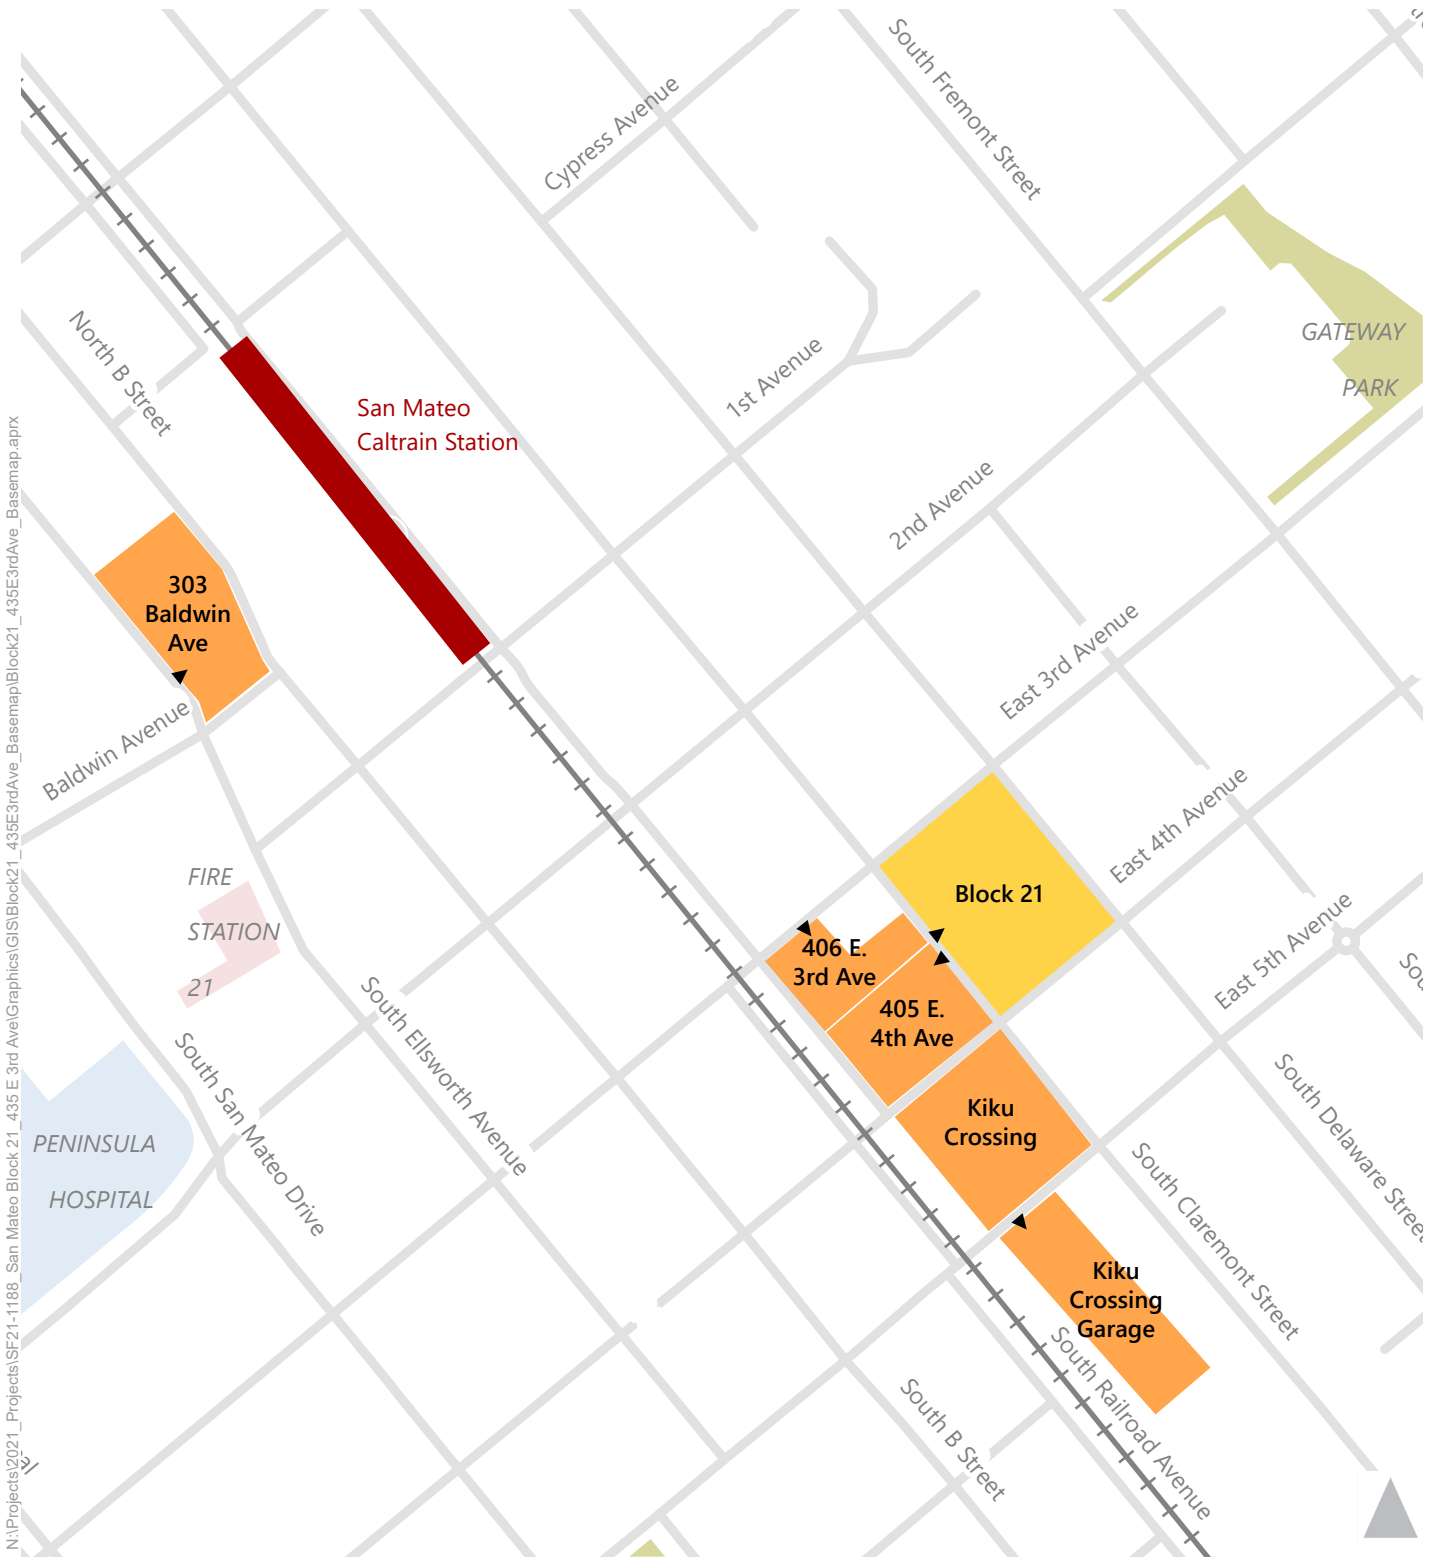 South Fremont Street
Cypress Avenue
North B Street
GATEWAY
PARK
1st Avenue
San Mateo
Caltrain Station
2nd Avenue
303
Baldwin
Ave
East 3rd Avenue
Baldwin Avenue
East 4th Avenue
FIRE
STATION
21
Block 21
East 5th Avenue
406 E.
3rd Ave
405 E.
4th Ave
South Ellsworth Avenue
South San Mateo Drive
South Delaware Street
Kiku
Crossing
PENINSULA
HOSPITAL
South Claremont Street
Kiku
Crossing
Garage
South Railroad Avenue
South B Street
Sou
al
N:\Projects\2021_Projects\SF21-1188_San Mateo Block 21_435 E 3rd Ave\Graphics\GIS\Block21_435E3rdAve_Basemap\Block21_435E3rdAve_Basemap.aprx